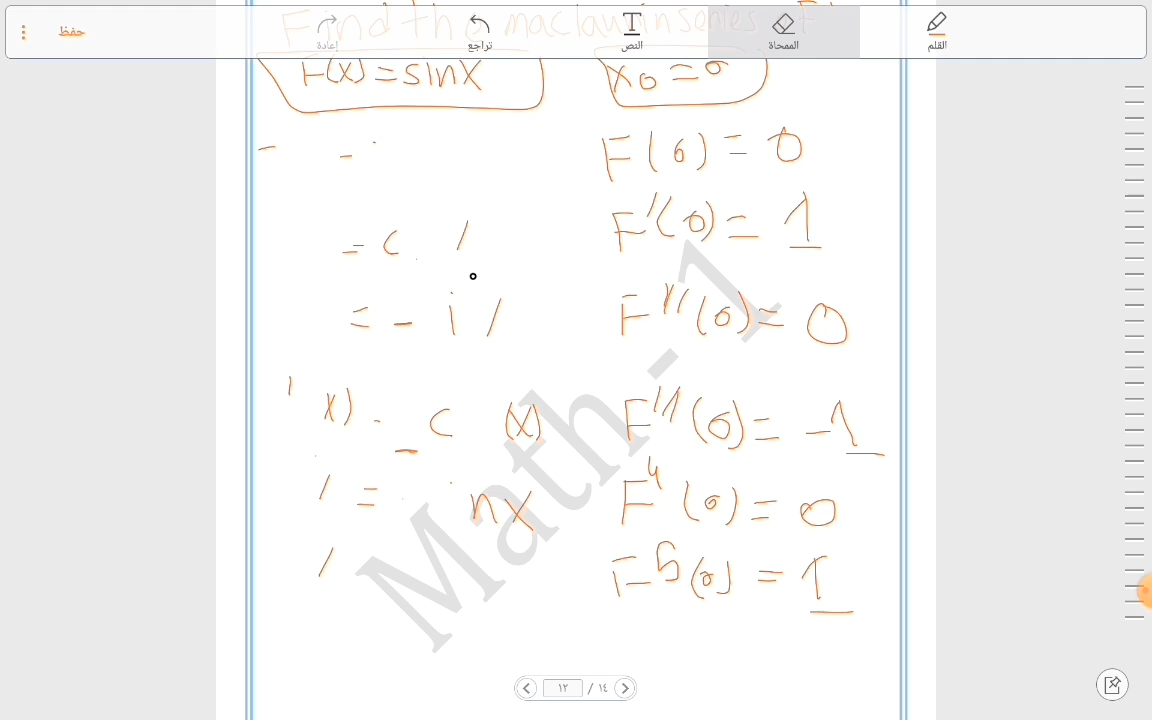 Find the maclaurin series
حفظ
إعادة
تراجع
النص
الممحاة
القلم
F(x) = sinx
x0 = 0
F(0) = 0
F'(0) = 1
= c
F''(0) = 0
= - i
F'''(0) = -1
x) - c (x)
F4(0) = 0
= nx
F5(0) = 1
Math - 1
١٢ / ١٤